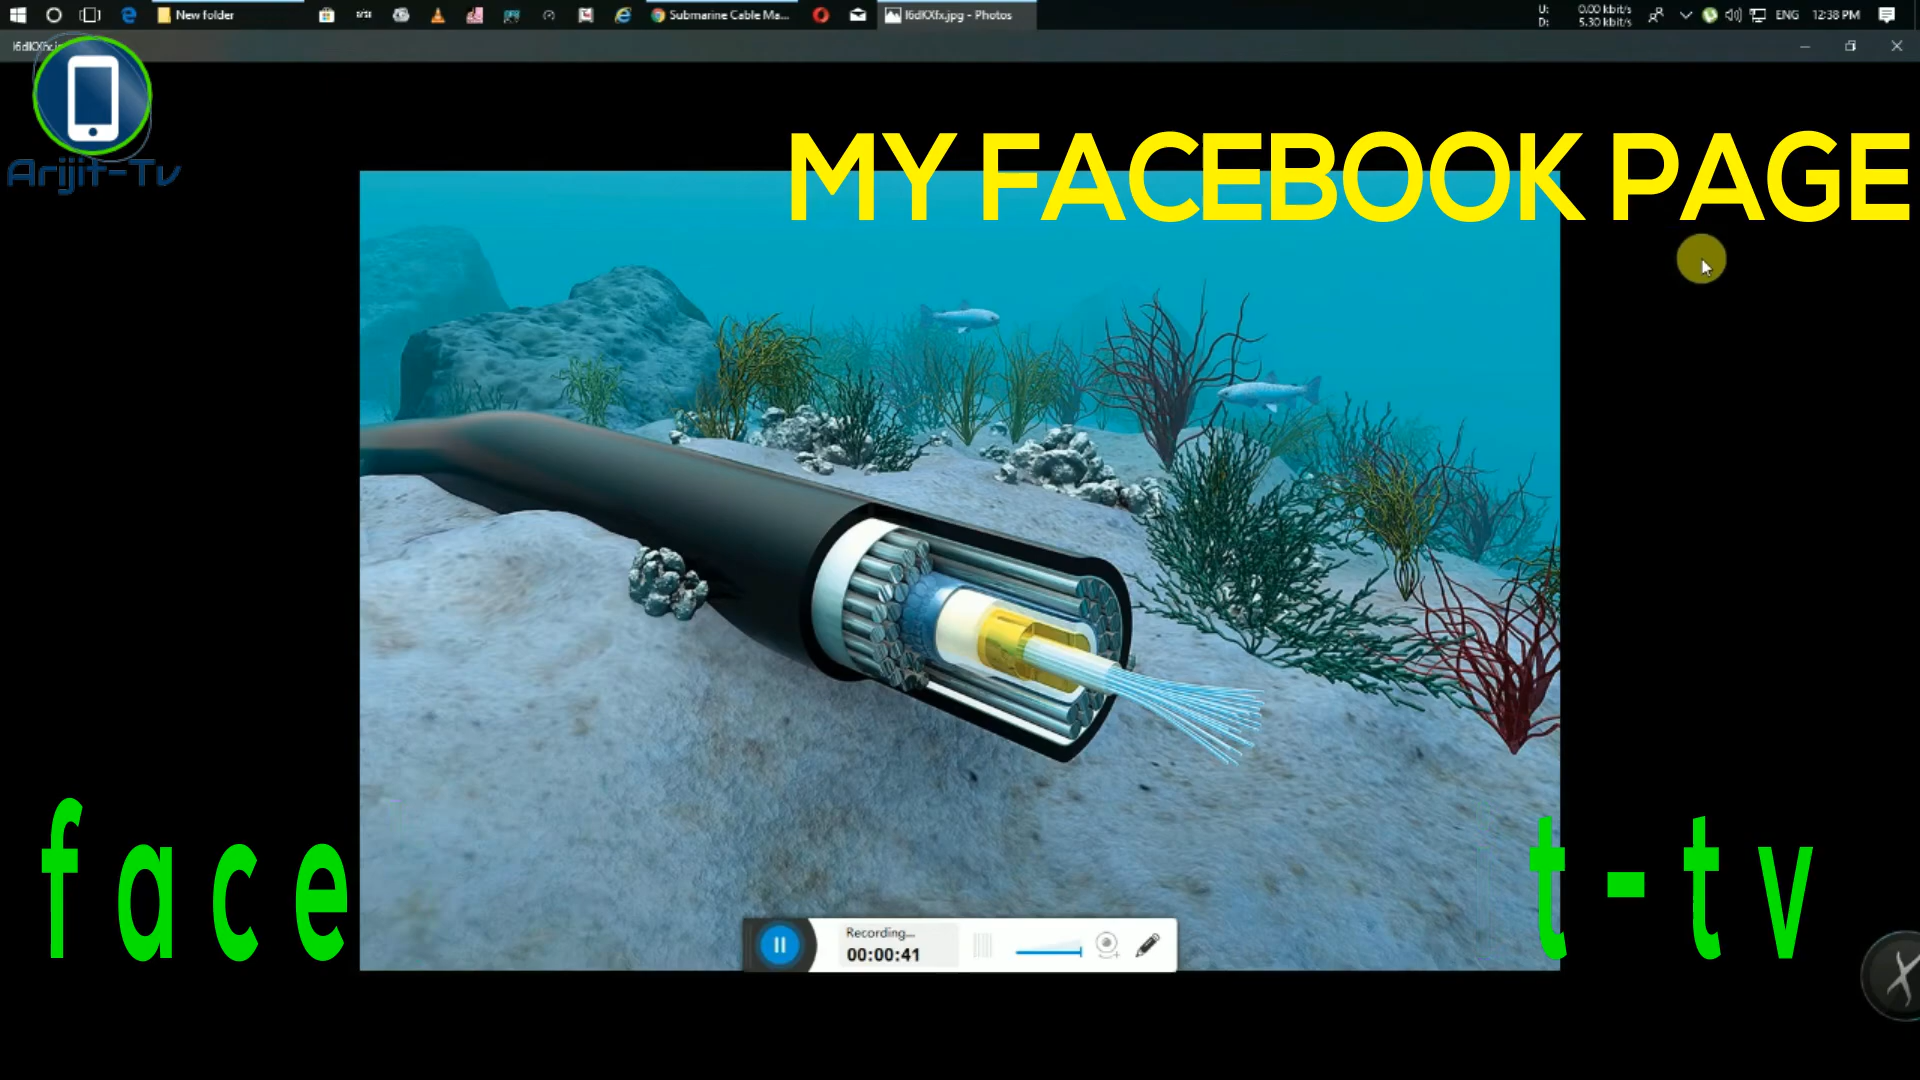 New folder
Submarine Cable Ma...
l6dlXXfx.jpg - Photos
U: 0.00 kbit/s
D: 5.30 kbit/s
ENG
12:38 PM
Arijit-Tv
MY FACEBOOK PAGE
face
t-tv
Recording...
00:00:41